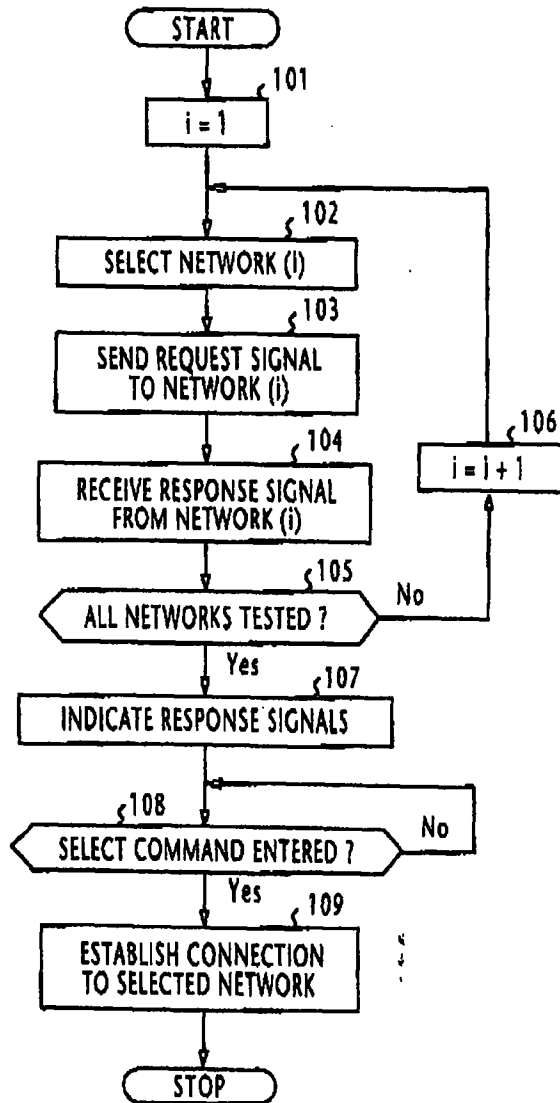 START
101
i = 1
102
SELECT NETWORK (i)
103
SEND REQUEST SIGNAL
TO NETWORK (i)
104
RECEIVE RESPONSE SIGNAL
FROM NETWORK (i)
106
i = i + 1
105
ALL NETWORKS TESTED ?
No
Yes
107
INDICATE RESPONSE SIGNALS
108
SELECT COMMAND ENTERED ?
No
Yes
109
ESTABLISH CONNECTION
TO SELECTED NETWORK
STOP